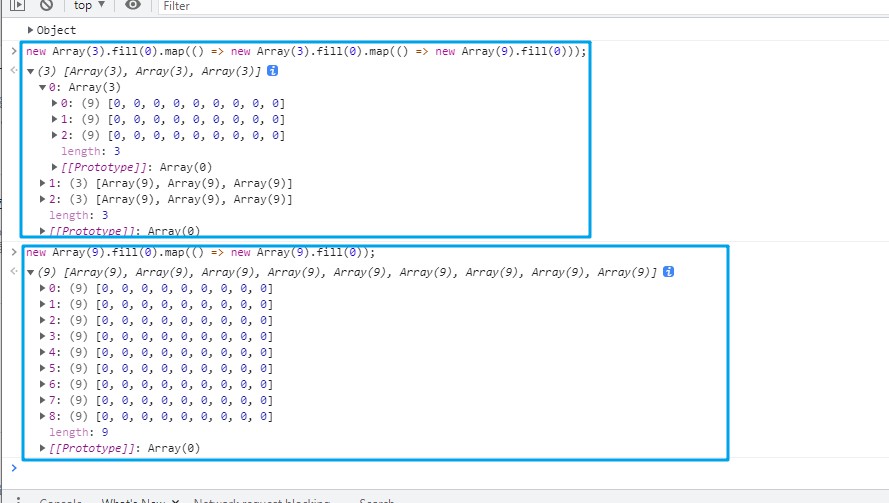 top Filter
Object
new Array(3).fill(0).map(() => new Array(3).fill(0).map(() => new Array(9).fill(0)));
(3) [Array(3), Array(3), Array(3)] i
0: Array(3)
0: (9) [0, 0, 0, 0, 0, 0, 0, 0, 0]
1: (9) [0, 0, 0, 0, 0, 0, 0, 0, 0]
2: (9) [0, 0, 0, 0, 0, 0, 0, 0, 0]
length: 3
[[Prototype]]: Array(0)
1: (3) [Array(9), Array(9), Array(9)]
2: (3) [Array(9), Array(9), Array(9)]
length: 3
[[Prototype]]: Array(0)
new Array(9).fill(0).map(() => new Array(9).fill(0));
(9) [Array(9), Array(9), Array(9), Array(9), Array(9), Array(9), Array(9), Array(9), Array(9)] i
0: (9) [0, 0, 0, 0, 0, 0, 0, 0, 0]
1: (9) [0, 0, 0, 0, 0, 0, 0, 0, 0]
2: (9) [0, 0, 0, 0, 0, 0, 0, 0, 0]
3: (9) [0, 0, 0, 0, 0, 0, 0, 0, 0]
4: (9) [0, 0, 0, 0, 0, 0, 0, 0, 0]
5: (9) [0, 0, 0, 0, 0, 0, 0, 0, 0]
6: (9) [0, 0, 0, 0, 0, 0, 0, 0, 0]
7: (9) [0, 0, 0, 0, 0, 0, 0, 0, 0]
8: (9) [0, 0, 0, 0, 0, 0, 0, 0, 0]
length: 9
[[Prototype]]: Array(0)
Console What's New Network request blocking Search